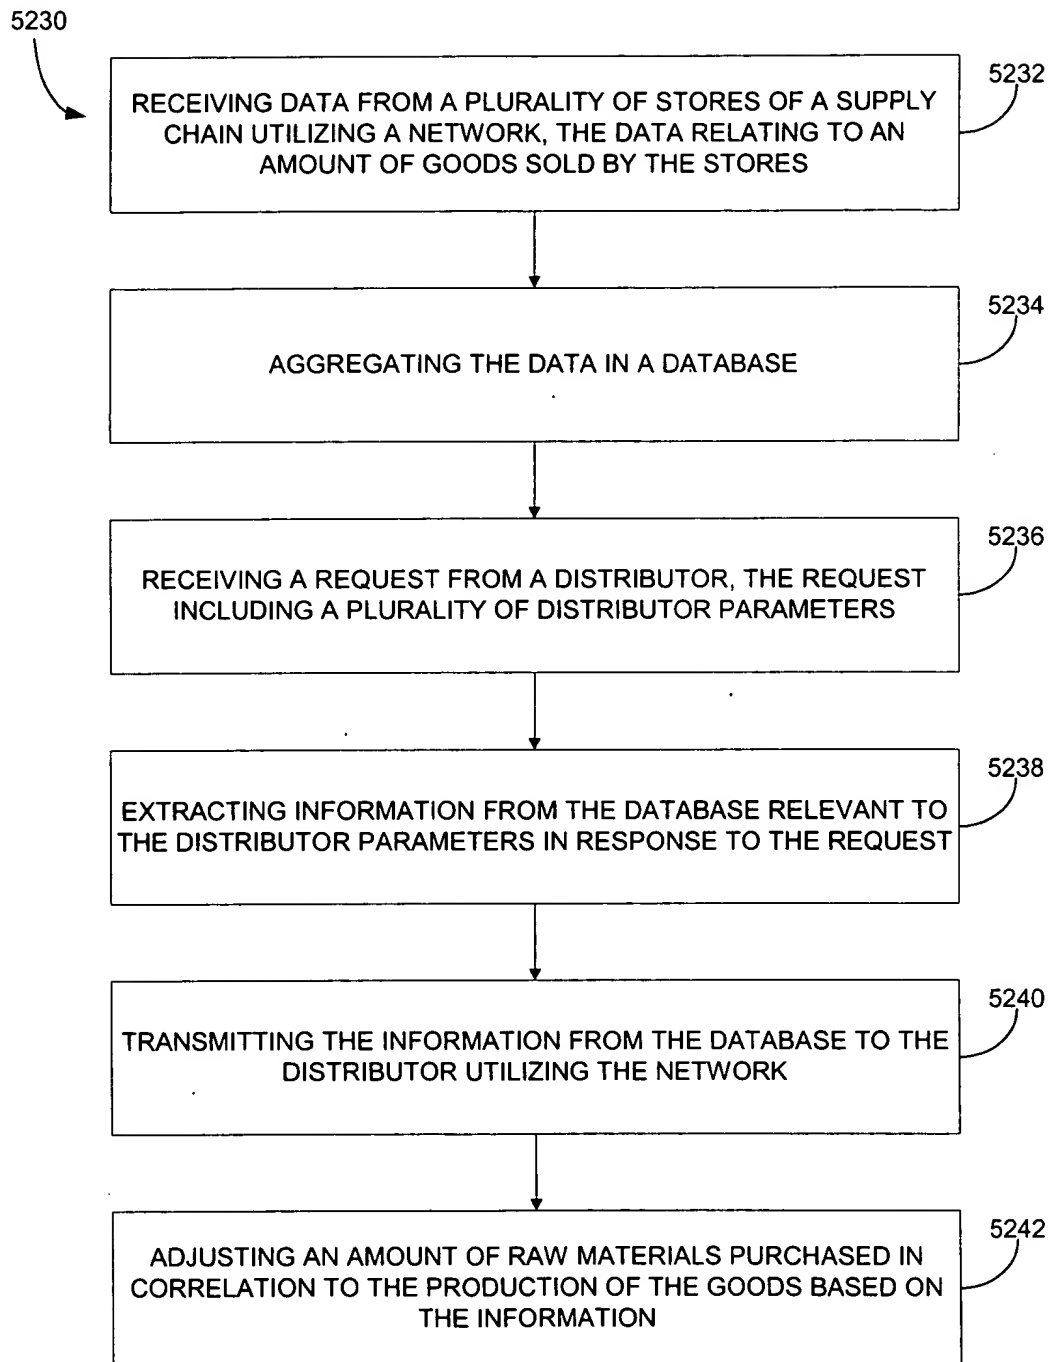 5230
5232
RECEIVING DATA FROM A PLURALITY OF STORES OF A SUPPLY
CHAIN UTILIZING A NETWORK, THE DATA RELATING TO AN
AMOUNT OF GOODS SOLD BY THE STORES
5234
AGGREGATING THE DATA IN A DATABASE
5236
RECEIVING A REQUEST FROM A DISTRIBUTOR, THE REQUEST
INCLUDING A PLURALITY OF DISTRIBUTOR PARAMETERS
5238
EXTRACTING INFORMATION FROM THE DATABASE RELEVANT TO
THE DISTRIBUTOR PARAMETERS IN RESPONSE TO THE REQUEST
5240
TRANSMITTING THE INFORMATION FROM THE DATABASE TO THE
DISTRIBUTOR UTILIZING THE NETWORK
5242
ADJUSTING AN AMOUNT OF RAW MATERIALS PURCHASED IN
CORRELATION TO THE PRODUCTION OF THE GOODS BASED ON
THE INFORMATION